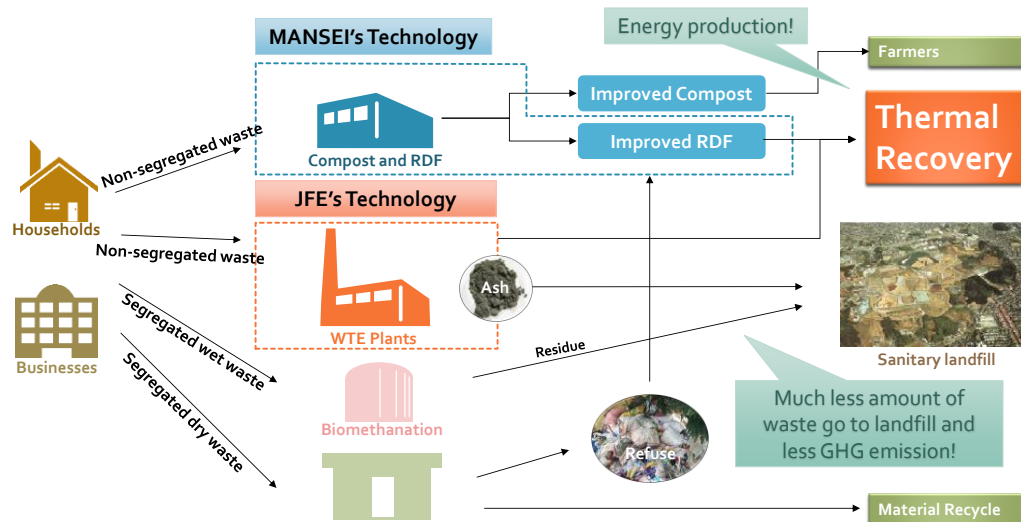 MANSEI's Technology
Energy production!
Farmers
Improved Compost
Thermal
Recovery
Improved RDF
Compost and RDF
Non-segregated waste
JFE's Technology
Households
Non-segregated waste
Ash
WTE Plants
Sanitary landfill
Businesses
Segregated wet waste
Residue
Segregated dry waste
Biomethanation
Much less amount of
waste go to landfill and
less GHG emission!
Refuse
Material Recycle